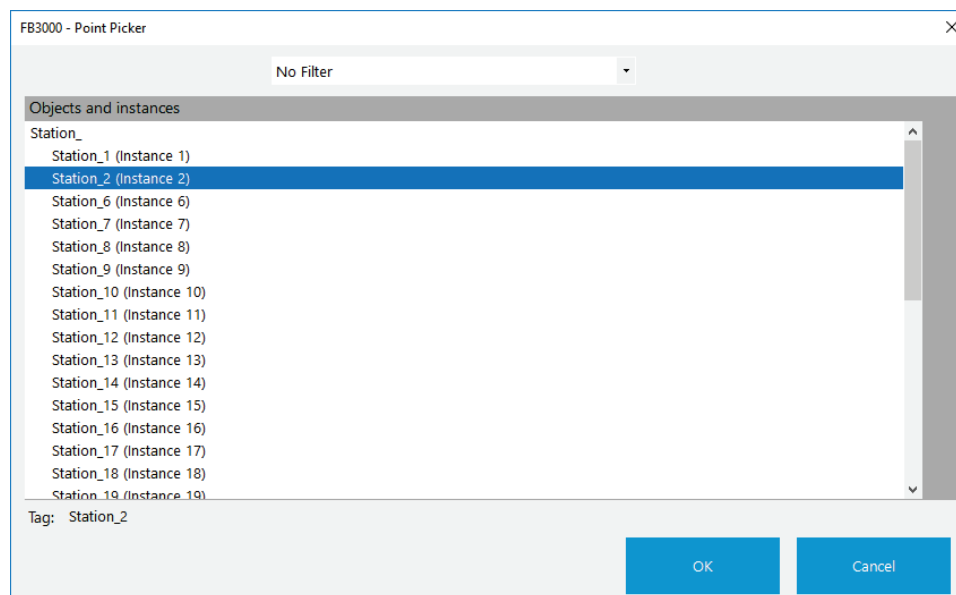 FB3000 - Point Picker
No Filter
Objects and instances
Station_
Station_1 (Instance 1)
Station_2 (Instance 2)
Station_6 (Instance 6)
Station_7 (Instance 7)
Station_8 (Instance 8)
Station_9 (Instance 9)
Station_10 (Instance 10)
Station_11 (Instance 11)
Station_12 (Instance 12)
Station_13 (Instance 13)
Station_14 (Instance 14)
Station_15 (Instance 15)
Station_16 (Instance 16)
Station_17 (Instance 17)
Station_18 (Instance 18)
Station_19 (Instance 19)
Tag: Station_2
OK Cancel